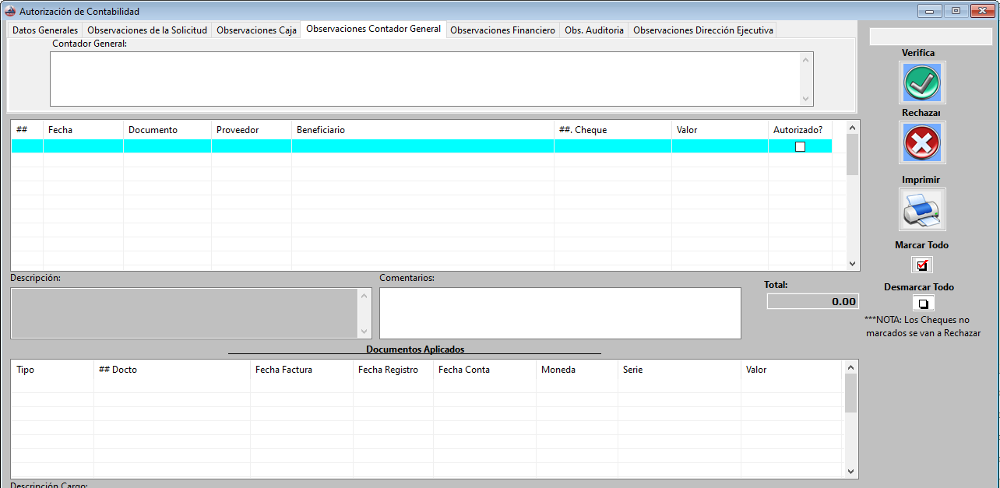 Autorización de Contabilidad
Datos Generales Observaciones de la Solicitud Observaciones Caja Observaciones Contador General Observaciones Financiero Obs. Auditoria Observaciones Dirección Ejecutiva
Contador General:
Verifica
Rechazar
Imprimir
Marcar Todo
Desmarcar Todo
***NOTA: Los Cheques no
marcados se van a Rechazar
## Fecha Documento Proveedor Beneficiario ##. Cheque Valor Autorizado?
Descripción:
Comentarios:
Total:
0.00
Documentos Aplicados
Tipo ## Docto Fecha Factura Fecha Registro Fecha Conta Moneda Serie Valor
Descripción Cargo: